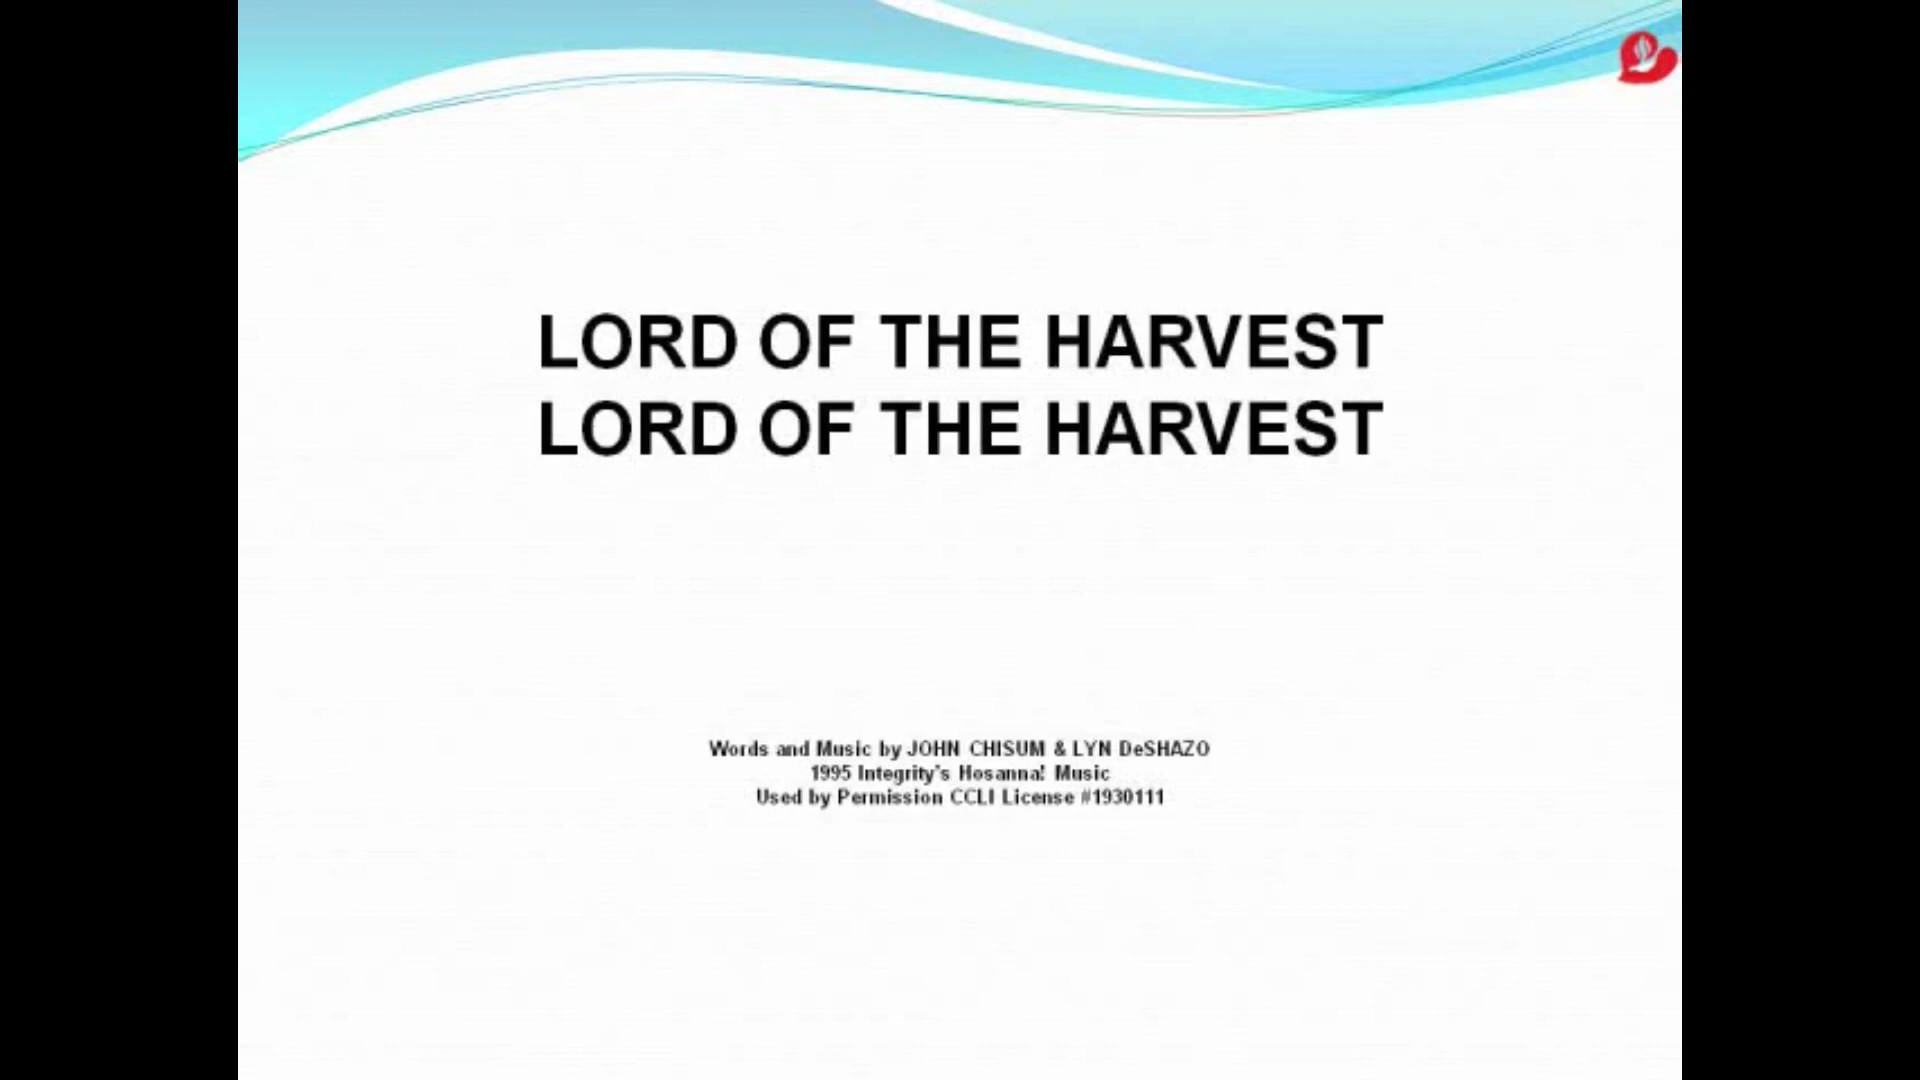 LORD OF THE HARVEST
LORD OF THE HARVEST
Words and Music by JOHN CHISUM & LYN DeSHAZO
1995 Integrity's Hosanna! Music
Used by Permission CCLI License #1930111